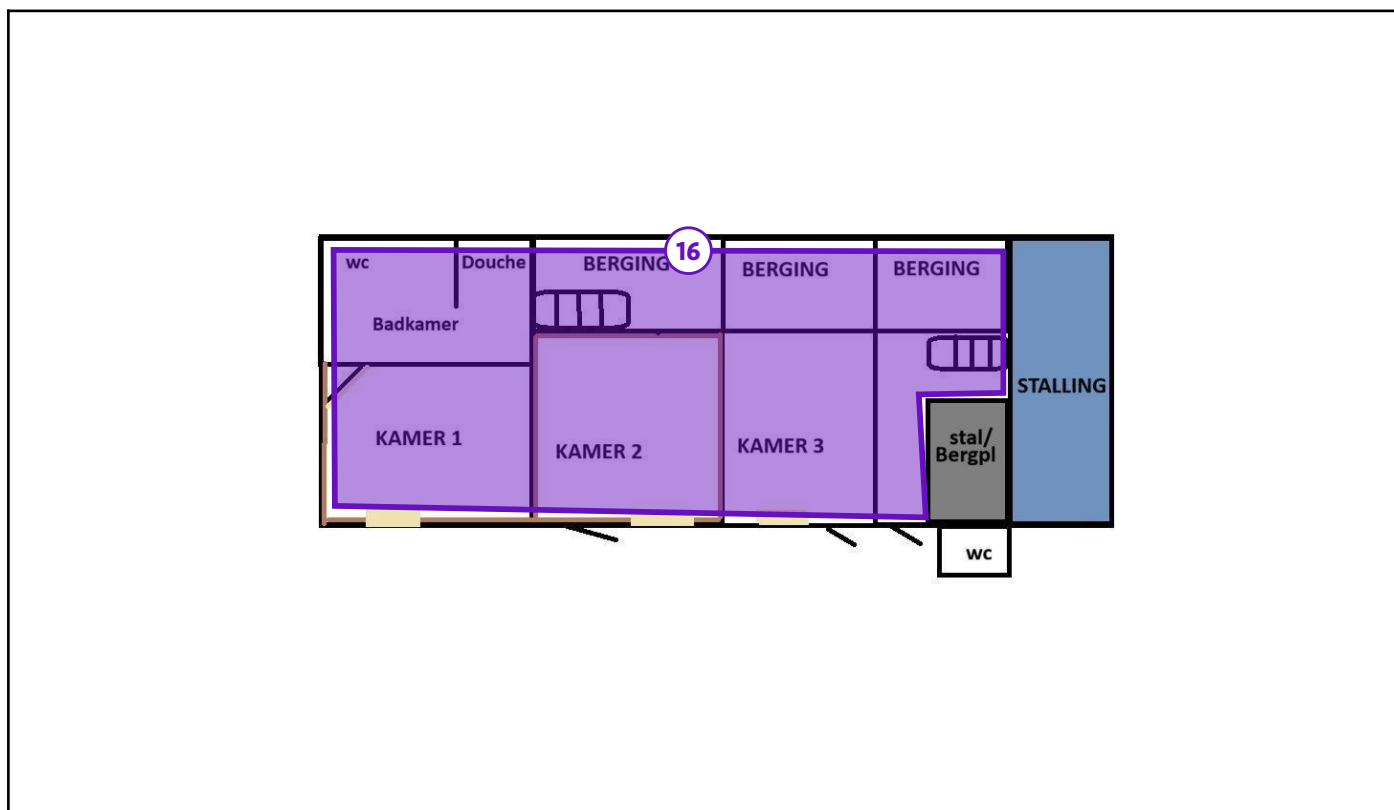 16
wc
Douche
BERGING
BERGING
BERGING
Badkamer
STALLING
KAMER 1
KAMER 2
KAMER 3
stal/
Bergpl
wc